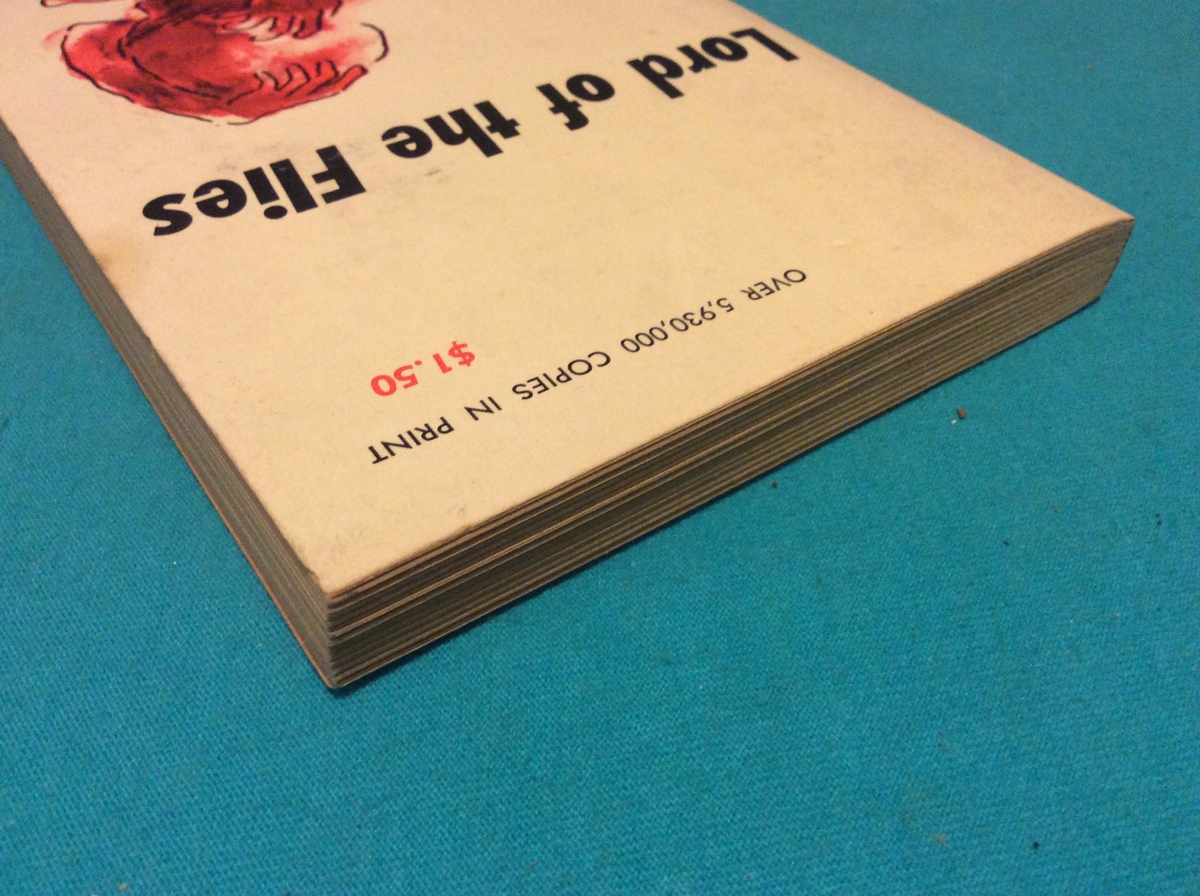 OVER 5,930,000 COPIES IN PRINT
$1.50
Lord of the Flies